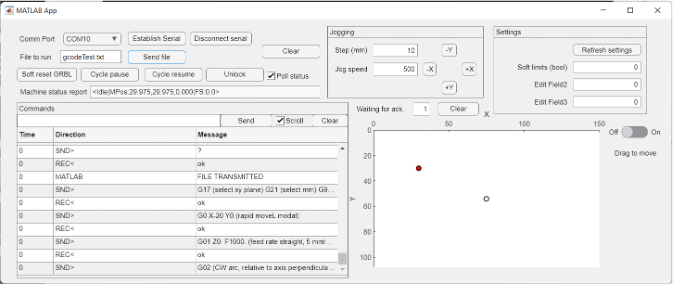 MATLAB App
Comm Port COM10 Establish Serial Disconnect serial
File to run gcodeTest.txt Send file Clear
Soft reset GRBL Cycle pause Cycle resume Unlock Poll status
Machine status report <Idle|MPos:29.975,29.975,0.000|FS:0,0>
Jogging
Step (mm) 10 -Y
Jog speed 500 -X +X
+Y
Settings
Refresh settings
Soft limits (bool) 0
Edit Field2 0
Edit Field3 0
Commands
Send Scroll Clear
Time Direction Message
0 SND> ?
0 REC< ok
0 MATLAB FILE TRANSMITTED
0 SND> G17 (select xy plane) G21 (select mm) G9...
0 REC< ok
0 SND> G0 X-20 Y0 (rapid moveL modal)
0 REC< ok
0 SND> G01 Z0. F1000. (feed rate straight, 5 mm/...
0 REC< ok
0 SND> G02 (CW arc, relative to axis perpendicula...
Waiting for ack. 1 Clear
X
0 50 100 150
0
20
40
60
80
100
Y
Off On
Drag to move